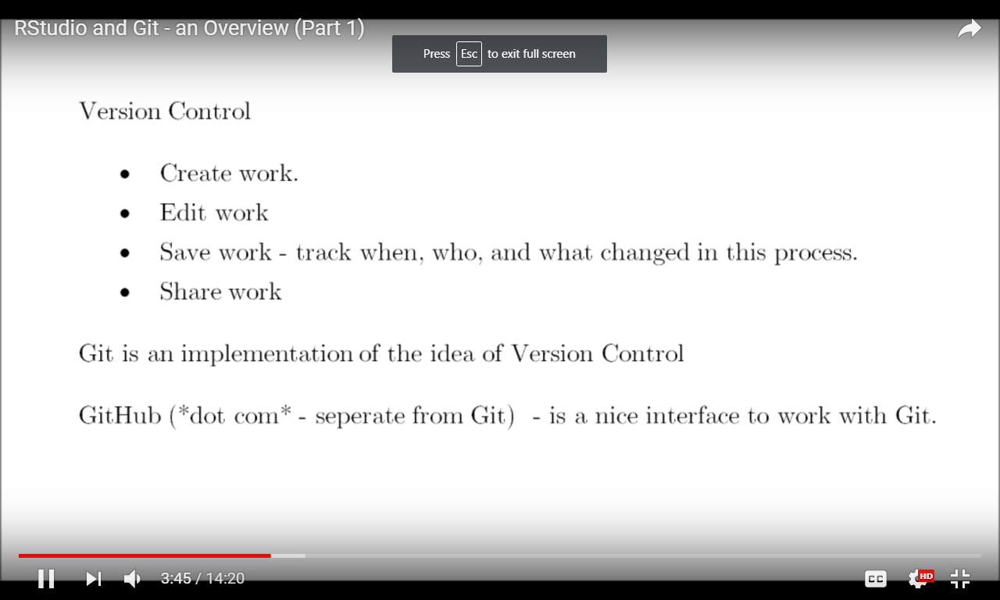 RStudio and Git - an Overview (Part 1)
Press Esc to exit full screen
Version Control
• Create work.
• Edit work
• Save work - track when, who, and what changed in this process.
• Share work
Git is an implementation of the idea of Version Control
GitHub (*dot com* - seperate from Git) - is a nice interface to work with Git.
3:45 / 14:20
CC
HD